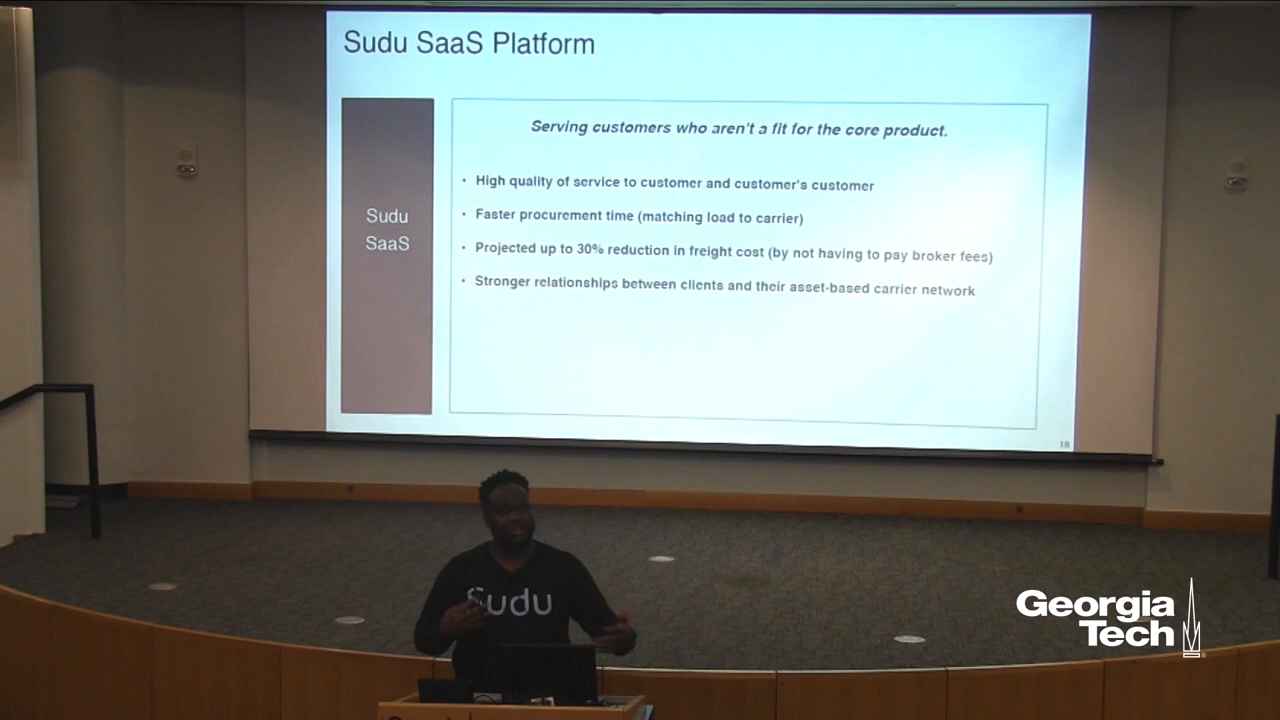 Sudu SaaS Platform
Sudu
SaaS
Serving customers who aren't a fit for the core product.
• High quality of service to customer and customer's customer
• Faster procurement time (matching load to carrier)
• Projected up to 30% reduction in freight cost (by not having to pay broker fees)
• Stronger relationships between clients and their asset-based carrier network
18
Sudu
Georgia
Tech